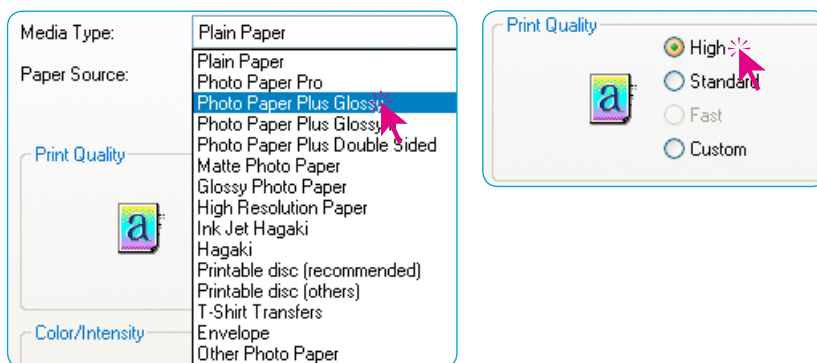 Media Type: Plain Paper
Paper Source:
Plain Paper
Photo Paper Pro
Photo Paper Plus Glossy
Photo Paper Plus Glossy
Photo Paper Plus Double Sided
Matte Photo Paper
Glossy Photo Paper
High Resolution Paper
Ink Jet Hagaki
Hagaki
Printable disc (recommended)
Printable disc (others)
T-Shirt Transfers
Envelope
Other Photo Paper
Print Quality
a
Color/Intensity
Print Quality
a
High
Standard
Fast
Custom